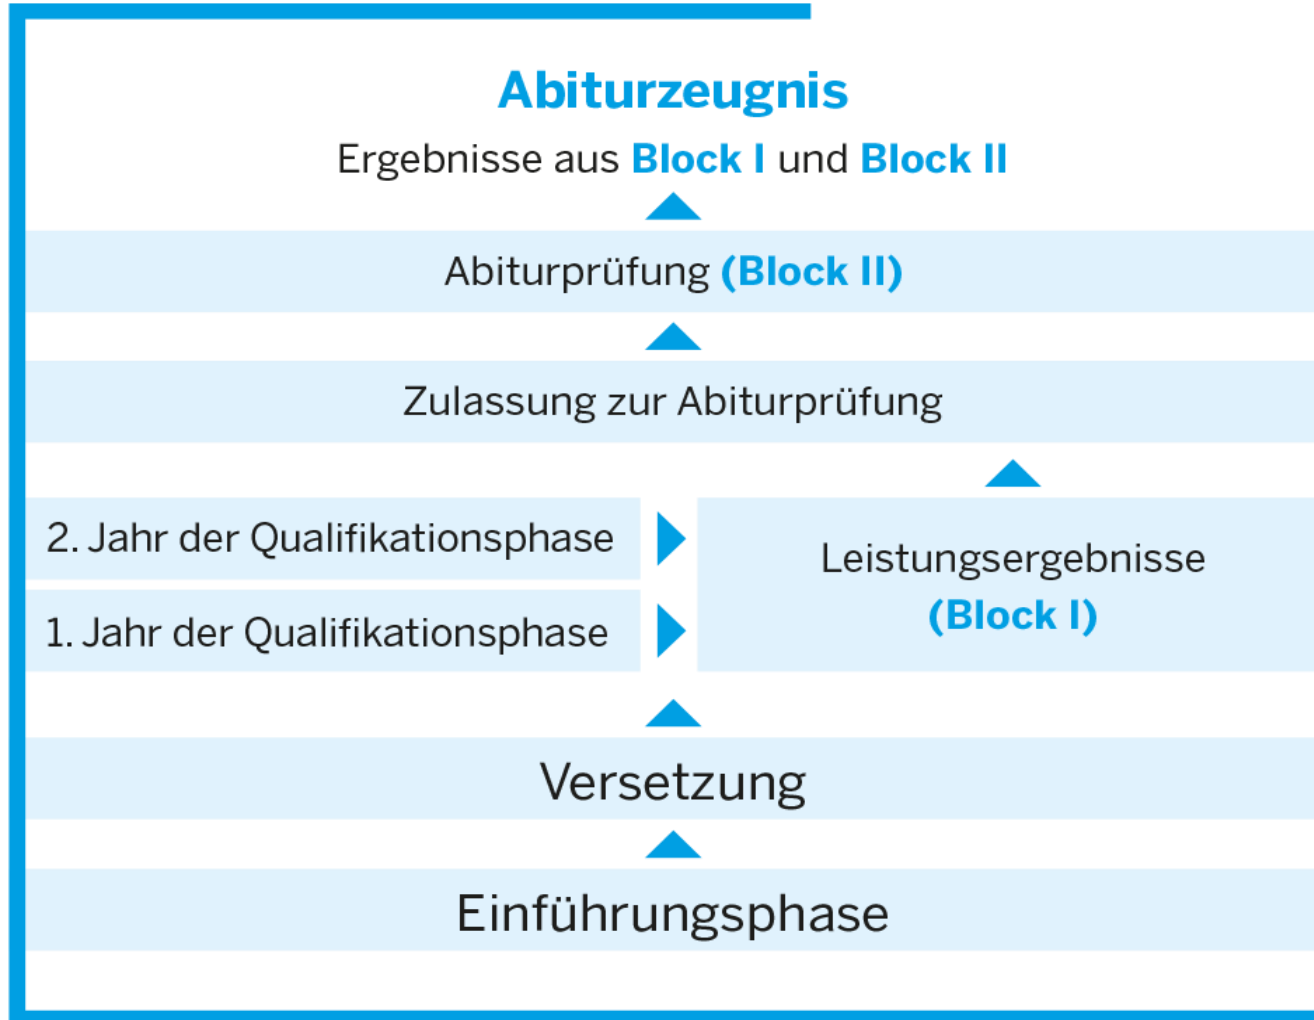 Abiturzeugnis
Ergebnisse aus Block I und Block II
Abiturprüfung (Block II)
Zulassung zur Abiturprüfung
2. Jahr der Qualifikationsphase
1. Jahr der Qualifikationsphase
Leistungsergebnisse
(Block I)
Versetzung
Einführungsphase